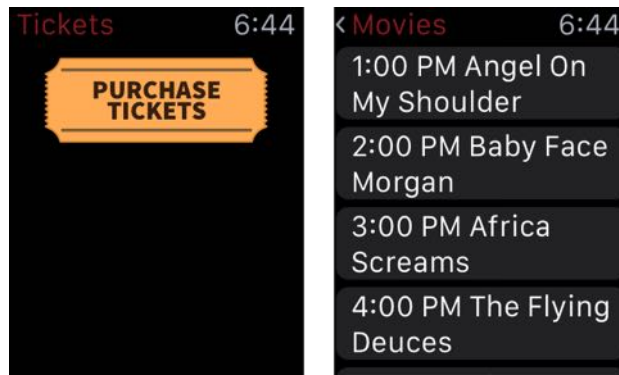 Tickets 6:44
PURCHASE
TICKETS
< Movies 6:44
1:00 PM Angel On
My Shoulder
2:00 PM Baby Face
Morgan
3:00 PM Africa
Screams
4:00 PM The Flying
Deuces